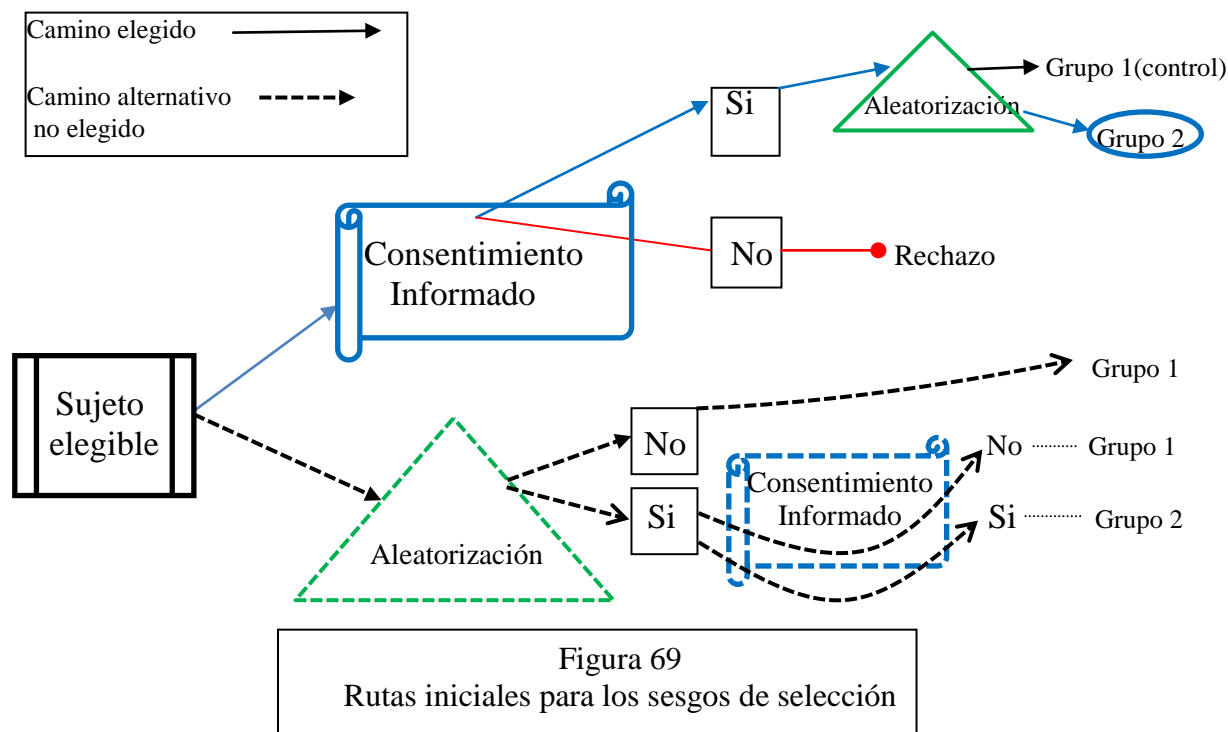 Camino elegido
Camino alternativo
no elegido
Si
Aleatorización
Grupo 1(control)
Grupo 2
Consentimiento
Informado
No
Rechazo
Sujeto
elegible
Aleatorización
No
Si
Consentimiento
Informado
Grupo 1
No
Grupo 1
Si
Grupo 2
Figura 69
Rutas iniciales para los sesgos de selección